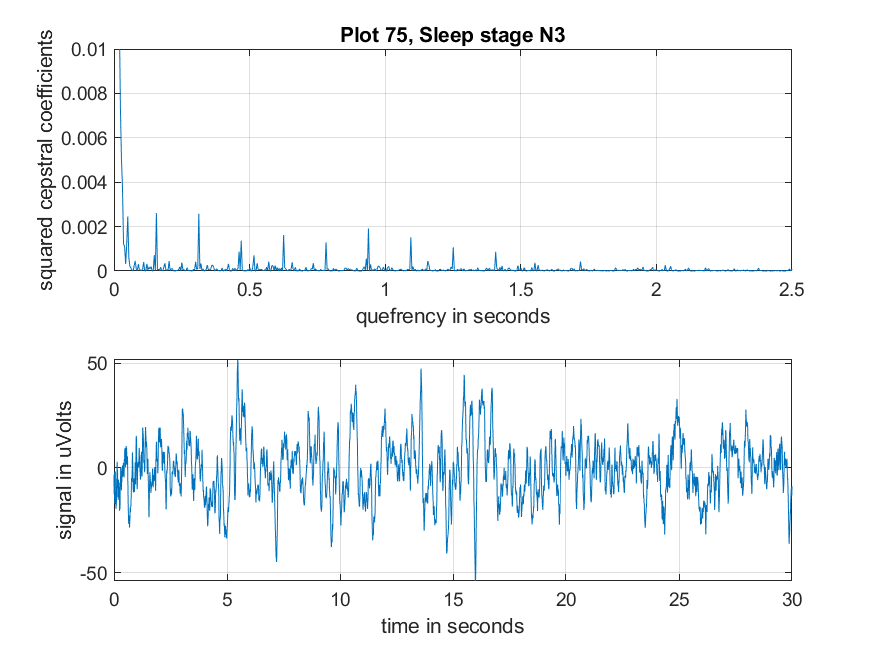 Plot 75, Sleep stage N3
squared cepstral coefficients
0.01
0.008
0.006
0.004
0.002
0
0 0.5 1 1.5 2 2.5
quefrency in seconds
signal in uVolts
50
0
-50
0 5 10 15 20 25 30
time in seconds